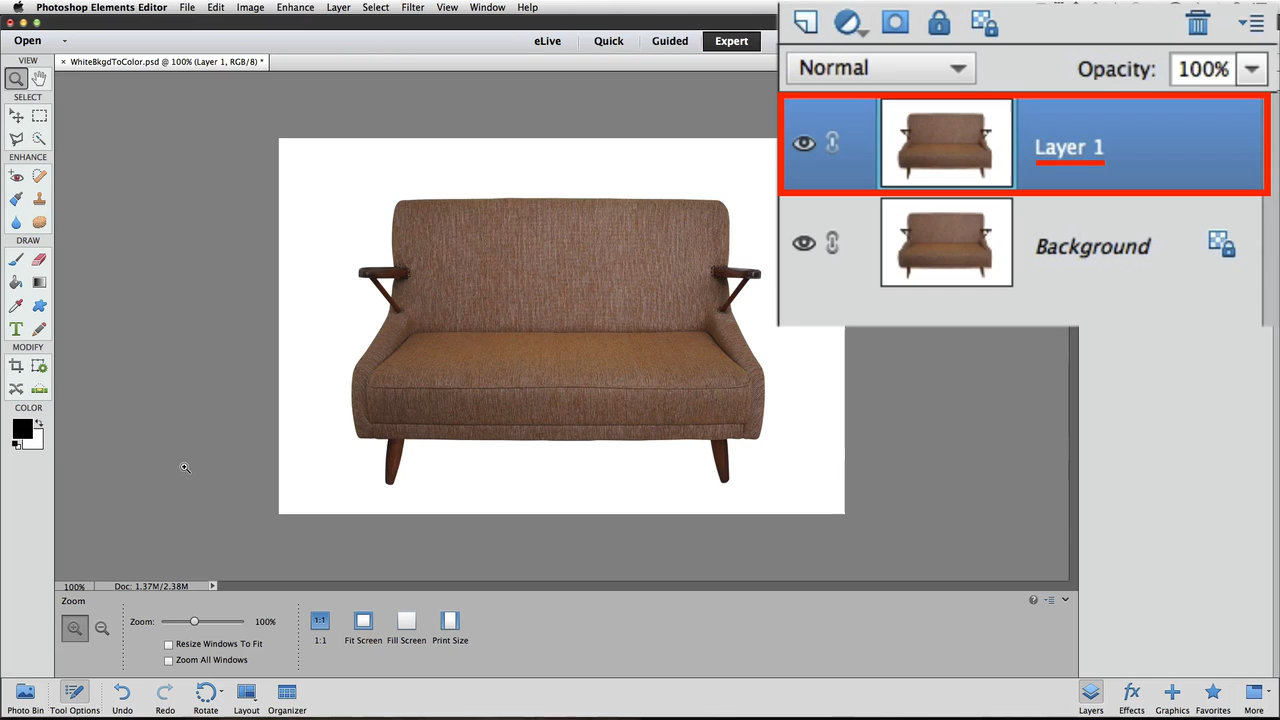 Photoshop Elements Editor File Edit Image Enhance Layer Select Filter View Window Help
Open eLive Quick Guided Expert
VIEW
× WhiteBkgdToColor.psd @ 100% (Layer 1, RGB/8) *
SELECT
ENHANCE
DRAW
T
MODIFY
COLOR
Normal Opacity: 100%
Layer 1
Background
100% Doc: 1.37M/2.38M
Zoom
Zoom: 100%
Resize Windows To Fit
Zoom All Windows
1:1
1:1 Fit Screen Fill Screen Print Size
fx
Photo Bin Tool Options Undo Redo Rotate Layout Organizer Layers Effects Graphics Favorites More